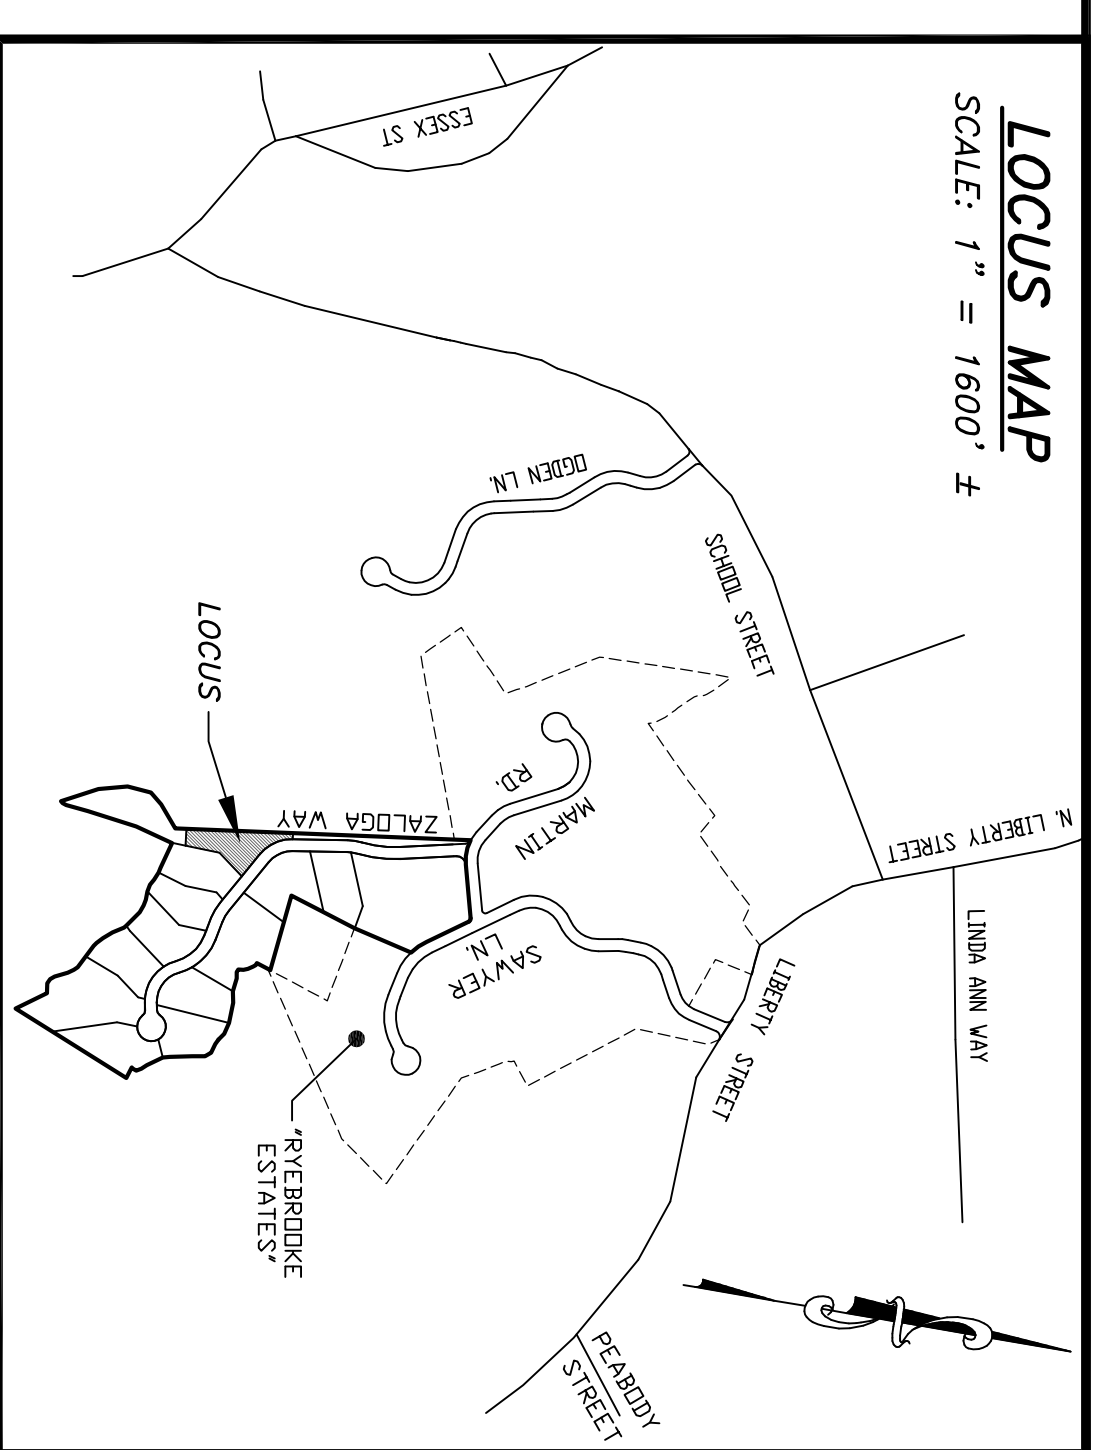 LOCUS MAP
SCALE: 1" = 1600' ±
N. LIBERTY STREET
LINDA ANN WAY
SCHOOL STREET
LIBERTY STREET
PEABODY
STREET
ESSEX ST
OGDEN LN.
MARTIN
RD.
SAWYER
LN.
ZALOGA WAY
LOCUS
"RYEBROOKE
ESTATES"